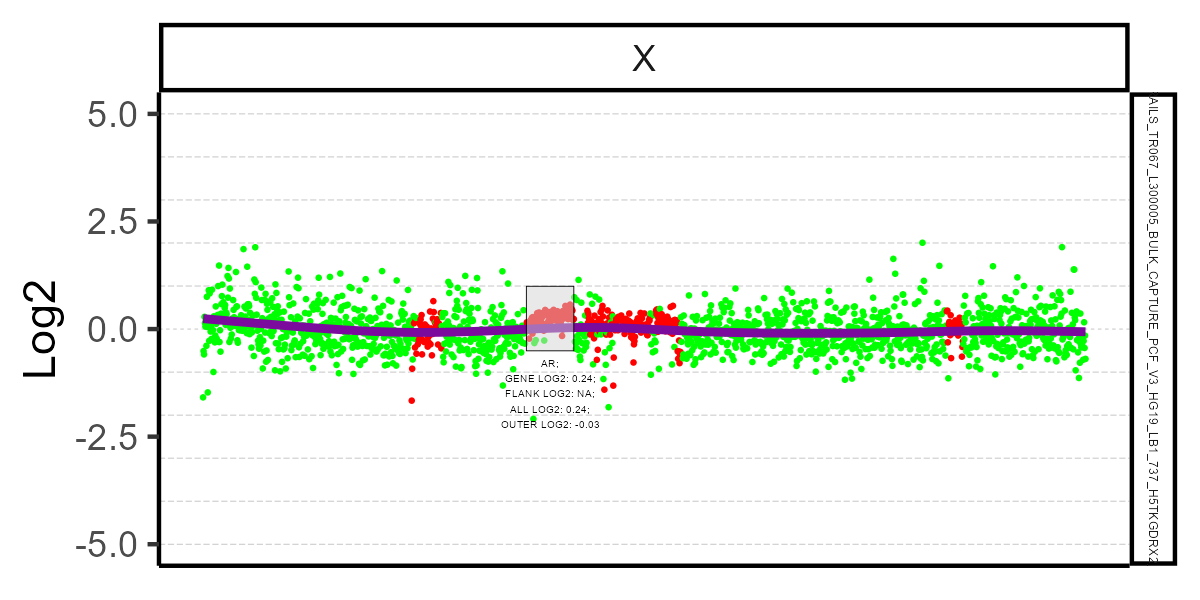 X
Log2
5.0
2.5
0.0
-2.5
-5.0
AR;
GENE LOG2: 0.24;
FLANK LOG2: NA;
ALL LOG2: 0.24;
OUTER LOG2: -0.03
AILS_TR067_L300005_BULK_CAPTURE_PCF_V3_HG19_LB1_737_H5TKGDRX2